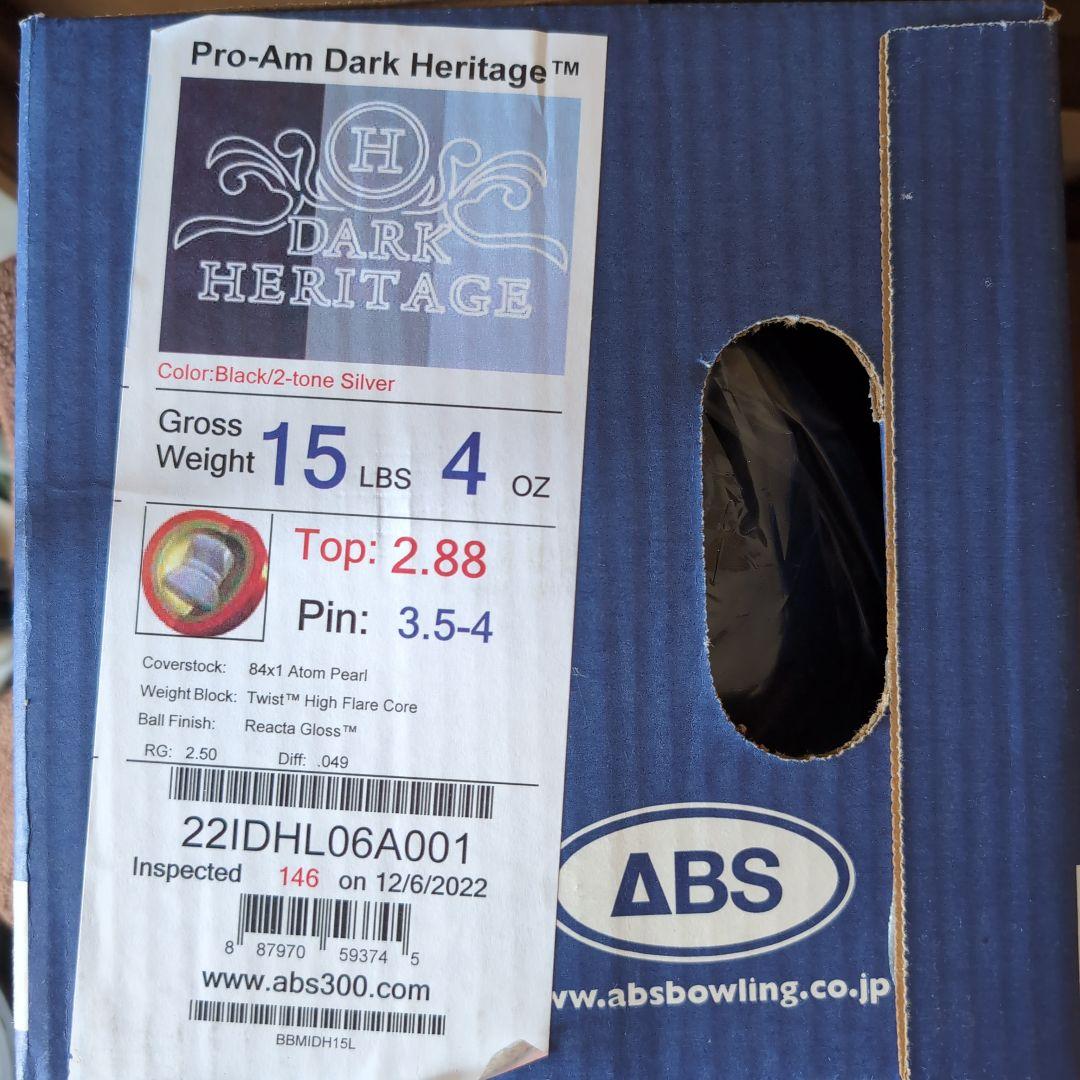 Pro-Am Dark Heritage™
H
DARK
HERITAGE
Color:Black/2-tone Silver
Gross Weight 15 LBS 4 OZ
Top: 2.88
Pin: 3.5-4
Coverstock: 84x1 Atom Pearl
Weight Block: Twist™ High Flare Core
Ball Finish: Reacta Gloss™
RG: 2.50 Diff: .049
22IDHL06A001
Inspected 146 on 12/6/2022
8 87970 59374 5
www.abs300.com
BBMIDH15L
ABS
ww.absbowling.co.jp